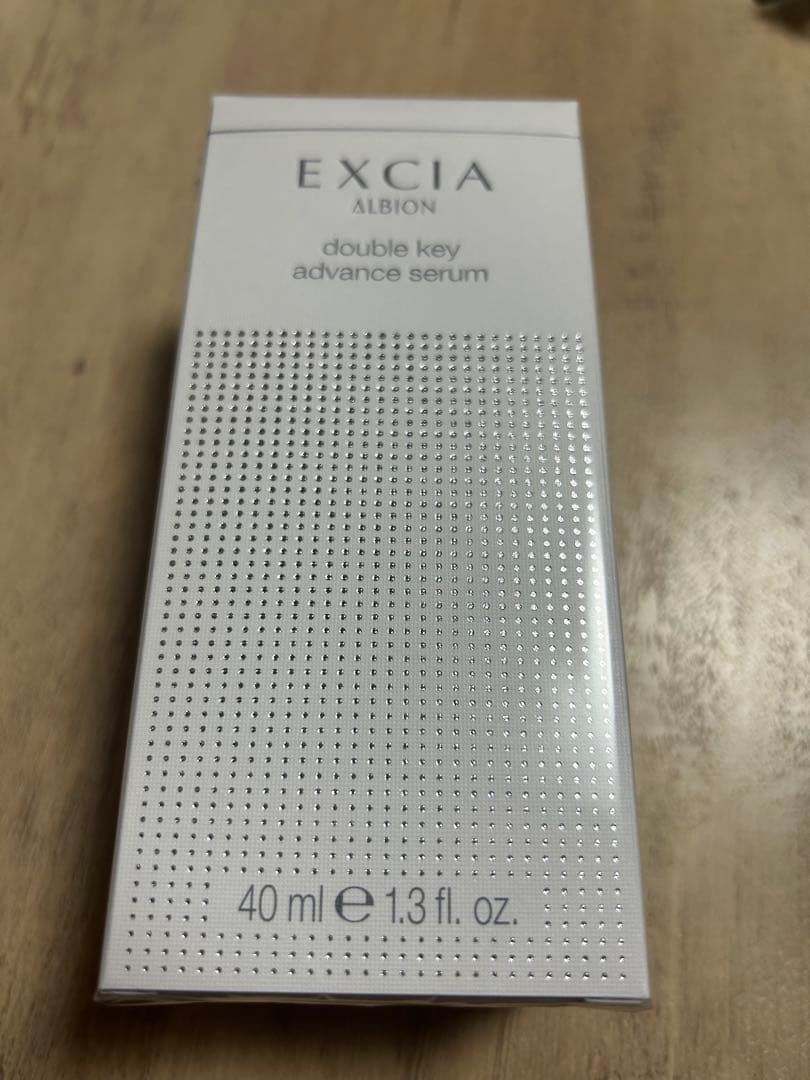 EXCIA
ALBION
double key
advance serum
40 ml ℮ 1.3 fl. oz.